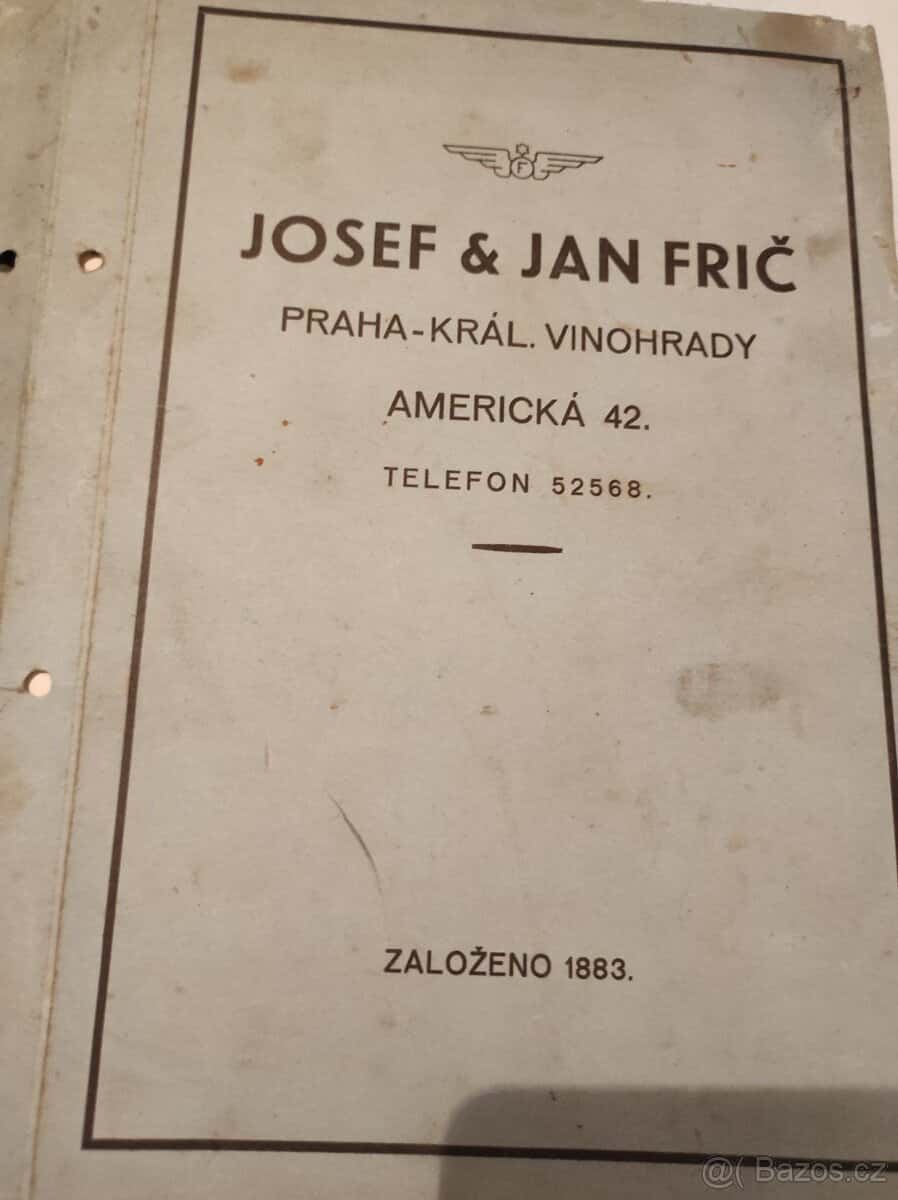 F
JOSEF & JAN FRIČ
PRAHA-KRÁL. VINOHRADY
AMERICKÁ 42.
TELEFON 52568.
ZALOŽENO 1883.
@( Bazos.cz